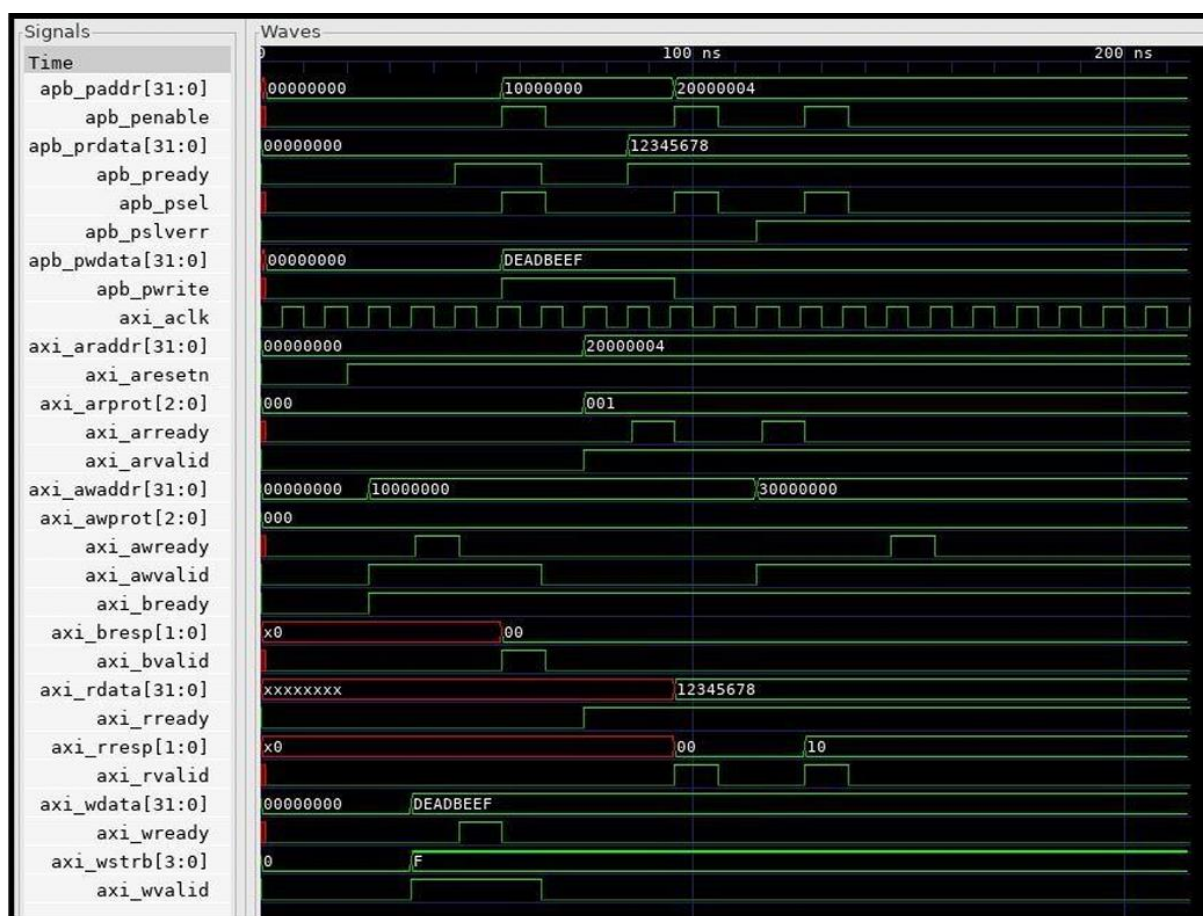 Signals Waves
Time 0 100 ns 200 ns
apb_paddr[31:0] 00000000 10000000 20000004
apb_penable
apb_prdata[31:0] 00000000 12345678
apb_pready
apb_psel
apb_pslverr
apb_pwdata[31:0] 00000000 DEADBEEF
apb_pwrite
axi_aclk
axi_araddr[31:0] 00000000 20000004
axi_aresetn
axi_arprot[2:0] 000 001
axi_arready
axi_arvalid
axi_awaddr[31:0] 00000000 10000000 30000000
axi_awprot[2:0] 000
axi_awready
axi_awvalid
axi_bready
axi_bresp[1:0] x0 00
axi_bvalid
axi_rdata[31:0] xxxxxxxx 12345678
axi_rready
axi_rresp[1:0] x0 00 10
axi_rvalid
axi_wdata[31:0] 00000000 DEADBEEF
axi_wready
axi_wstrb[3:0] 0 F
axi_wvalid